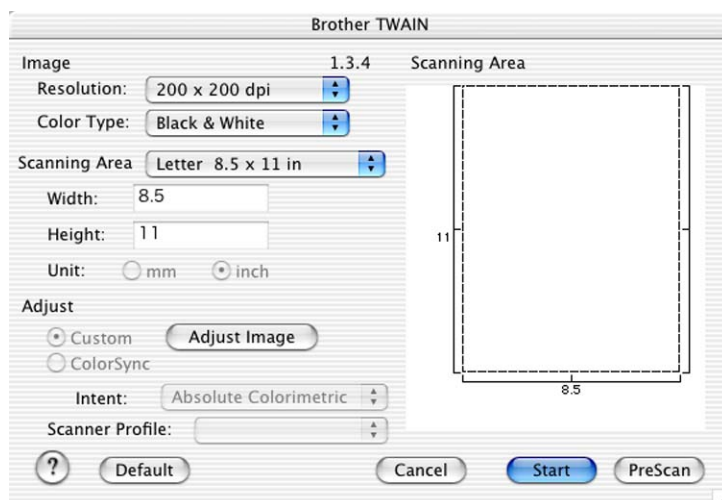 Brother TWAIN
Image 1.3.4 Scanning Area
Resolution: 200 x 200 dpi
Color Type: Black & White
Scanning Area Letter 8.5 x 11 in
Width: 8.5
Height: 11
11
Unit: mm inch
Adjust
Custom Adjust Image
ColorSync
8.5
Intent: Absolute Colorimetric
Scanner Profile:
? Default Cancel Start PreScan